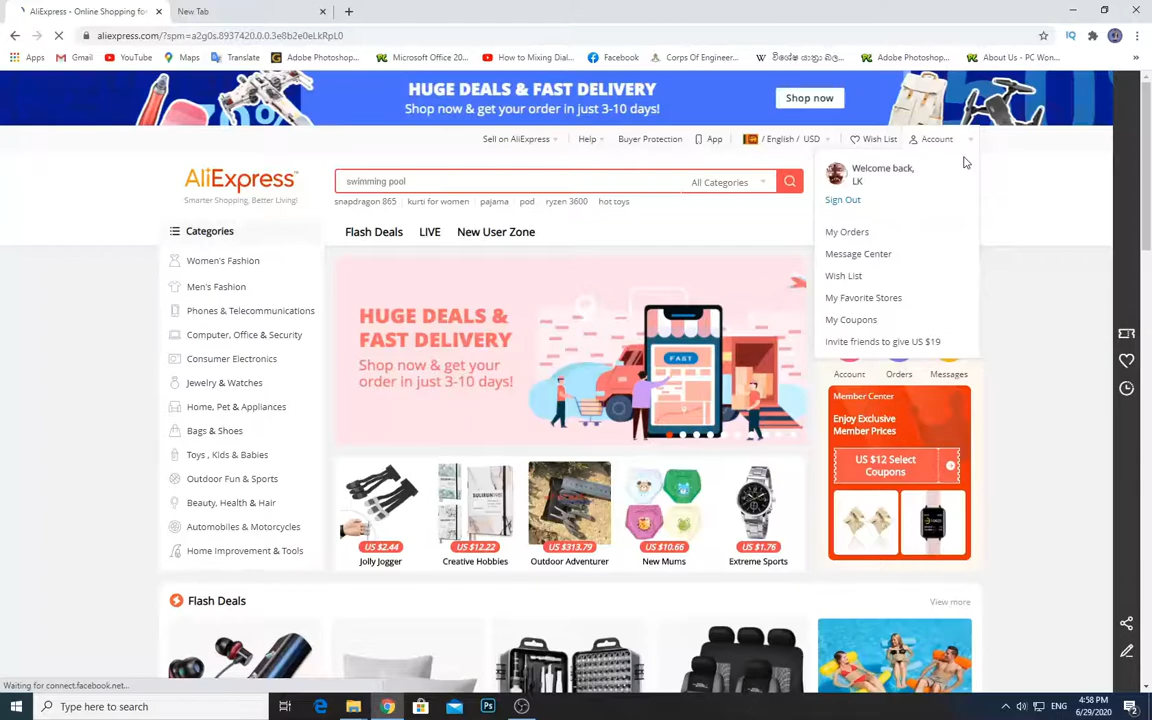 AliExpress - Online Shopping for
New Tab
aliexpress.com/?spm=a2g0s.8937420.0.0.3e8b2e0eLkRpL0
Apps
Gmail
YouTube
Maps
Translate
Adobe Photoshop...
Microsoft Office 20...
How to Mixing Dial...
Facebook
Corps Of Engineer...
Adobe Photoshop...
About Us - PC Won...
HUGE DEALS & FAST DELIVERY
Shop now & get your order in just 3-10 days!
Shop now
Sell on AliExpress
Help
Buyer Protection
App
/ English / USD
Wish List
Account
AliExpress
Smarter Shopping, Better Living!
swimming pool
All Categories
snapdragon 865
kurti for women
pajama
pod
ryzen 3600
hot toys
Welcome back,
LK
Sign Out
My Orders
Message Center
Wish List
My Favorite Stores
My Coupons
Invite friends to give US $19
Categories
Flash Deals
LIVE
New User Zone
Women's Fashion
Men's Fashion
Phones & Telecommunications
Computer, Office & Security
Consumer Electronics
Jewelry & Watches
Home, Pet & Appliances
Bags & Shoes
Toys , Kids & Babies
Outdoor Fun & Sports
Beauty, Health & Hair
Automobiles & Motorcycles
Home Improvement & Tools
HUGE DEALS &
FAST DELIVERY
Shop now & get your
order in just 3-10 days!
FAST
Account
Orders
Messages
Member Center
Enjoy Exclusive
Member Prices
US $12 Select
Coupons
US $2.44
US $12.22
US $313.79
US $10.66
US $1.76
Jolly Jogger
Creative Hobbies
Outdoor Adventurer
New Mums
Extreme Sports
Flash Deals
View more
Waiting for connect.facebook.net...
Type here to search
ENG
4:58 PM
6/29/2020